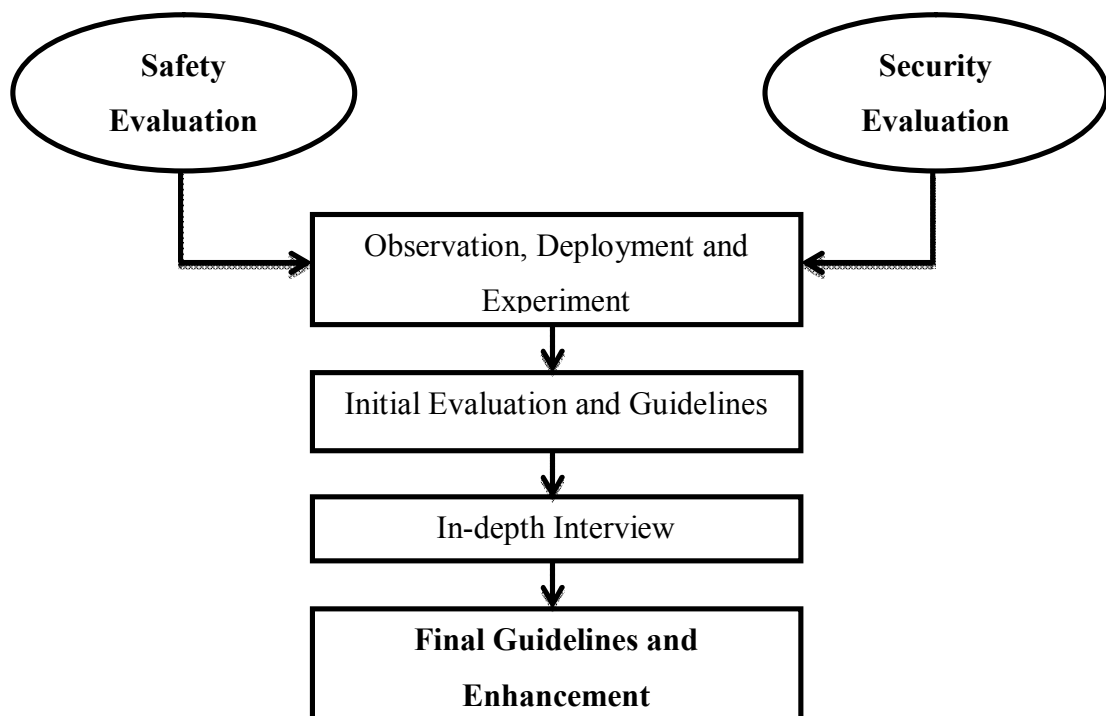 Safety
Evaluation
Security
Evaluation
Observation, Deployment and
Experiment
Initial Evaluation and Guidelines
In-depth Interview
Final Guidelines and
Enhancement